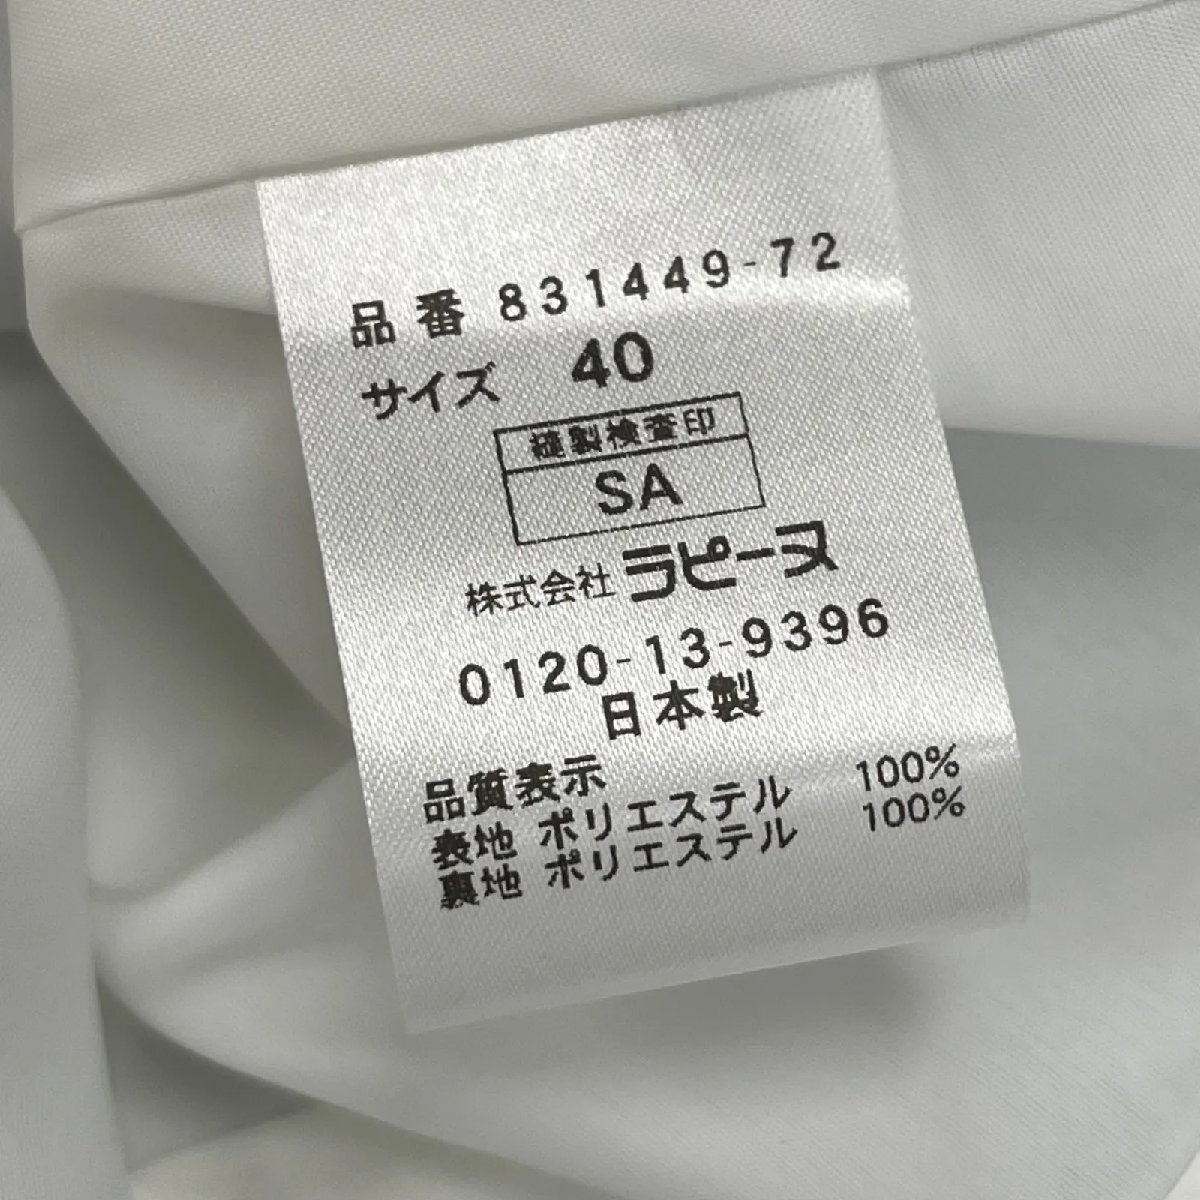 品番 831449-72
サイズ 40
縫製検査印
SA
株式会社 ラピーヌ
0120-13-9396
日本製
品質表示
表地 ポリエステル 100%
裏地 ポリエステル 100%